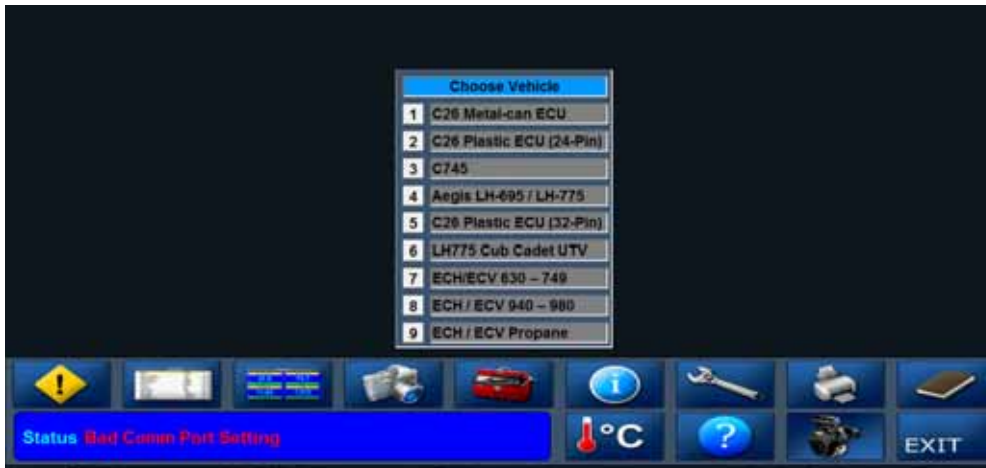 Choose Vehicle
1 C26 Metal-can ECU
2 C26 Plastic ECU (24-Pin)
3 C745
4 Aegis LH-695 / LH-775
5 C26 Plastic ECU (32-Pin)
6 LH775 Cub Cadet UTV
7 ECH/ECV 630 – 749
8 ECH / ECV 940 – 980
9 ECH / ECV Propane
Status Bad Comm Port Setting
°C
?
EXIT